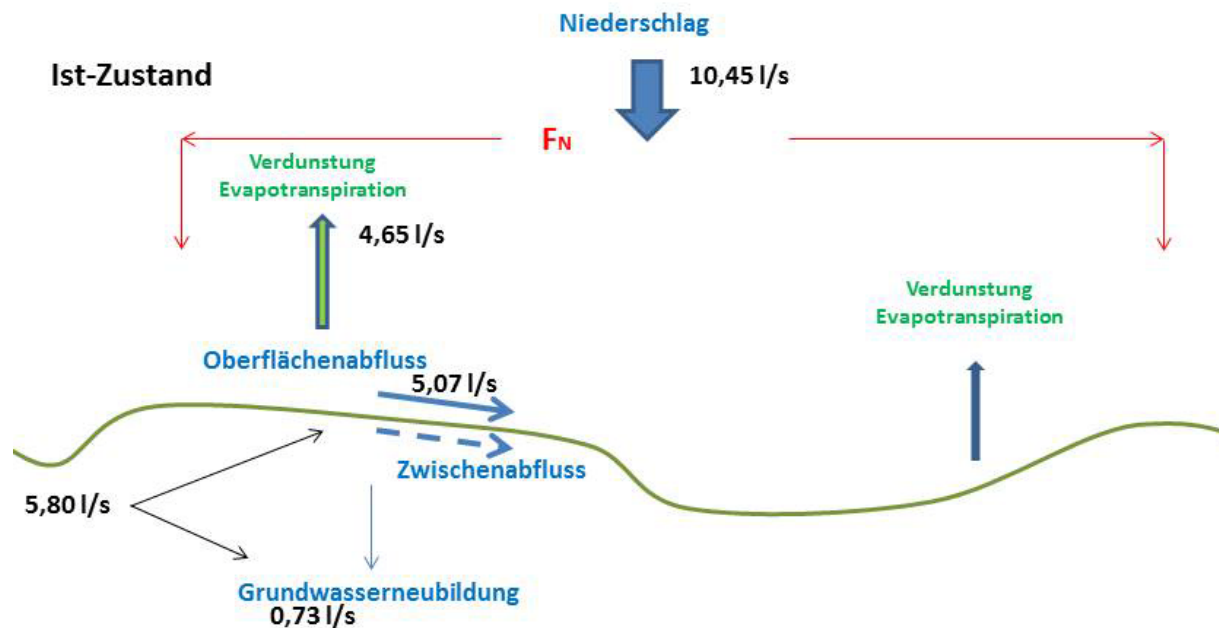 Niederschlag
Ist-Zustand
10,45 l/s
FN
Verdunstung
Evapotranspiration
4,65 l/s
Verdunstung
Evapotranspiration
Oberflächenabfluss
5,07 l/s
Zwischenabfluss
5,80 l/s
Grundwasserneubildung
0,73 l/s